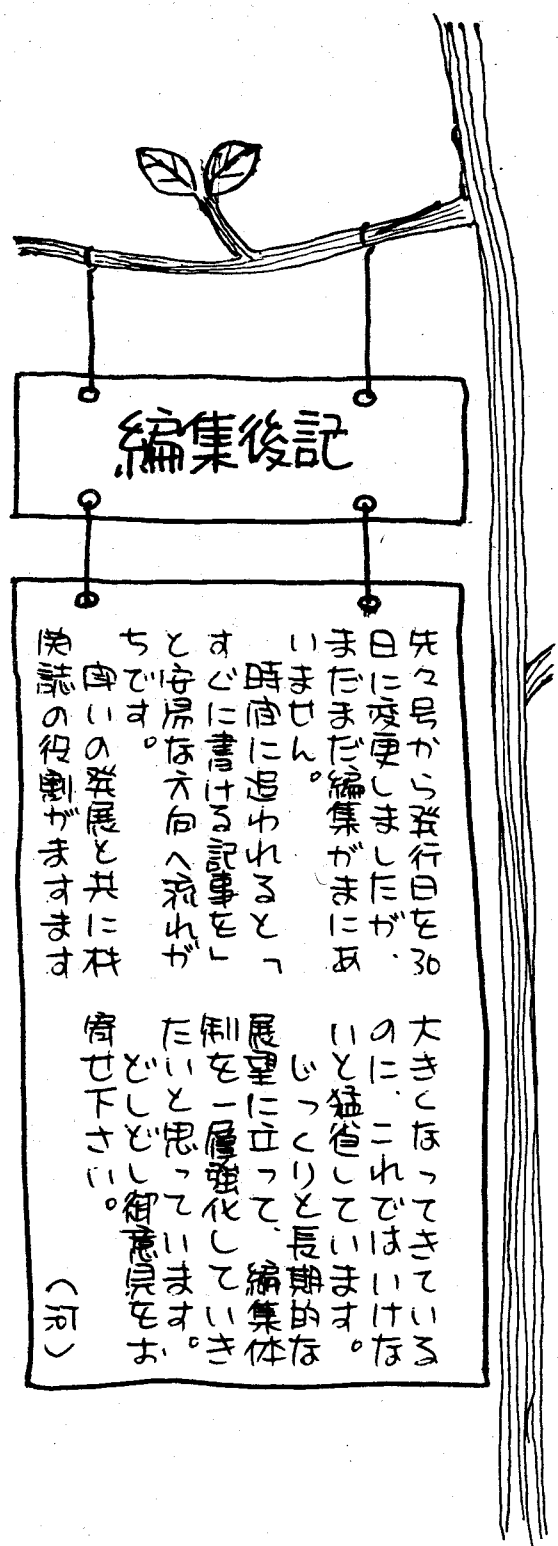 編集後記
先々号から発行日を30
日に変更しましたが、
まだまだ編集がまにあ
いません。
時間に追われると「
すぐに書ける記事を」
と安易な方向へ流れが
ちです。
闘いの発展と共に機
関誌の役割がますます
大きくなってきている
のに、これではいけな
いと猛省しています。
じっくりと長期的な
展望に立って、編集体
制を一層強化していき
たいと思っています。
どしどし御意見をお
寄せ下さい。